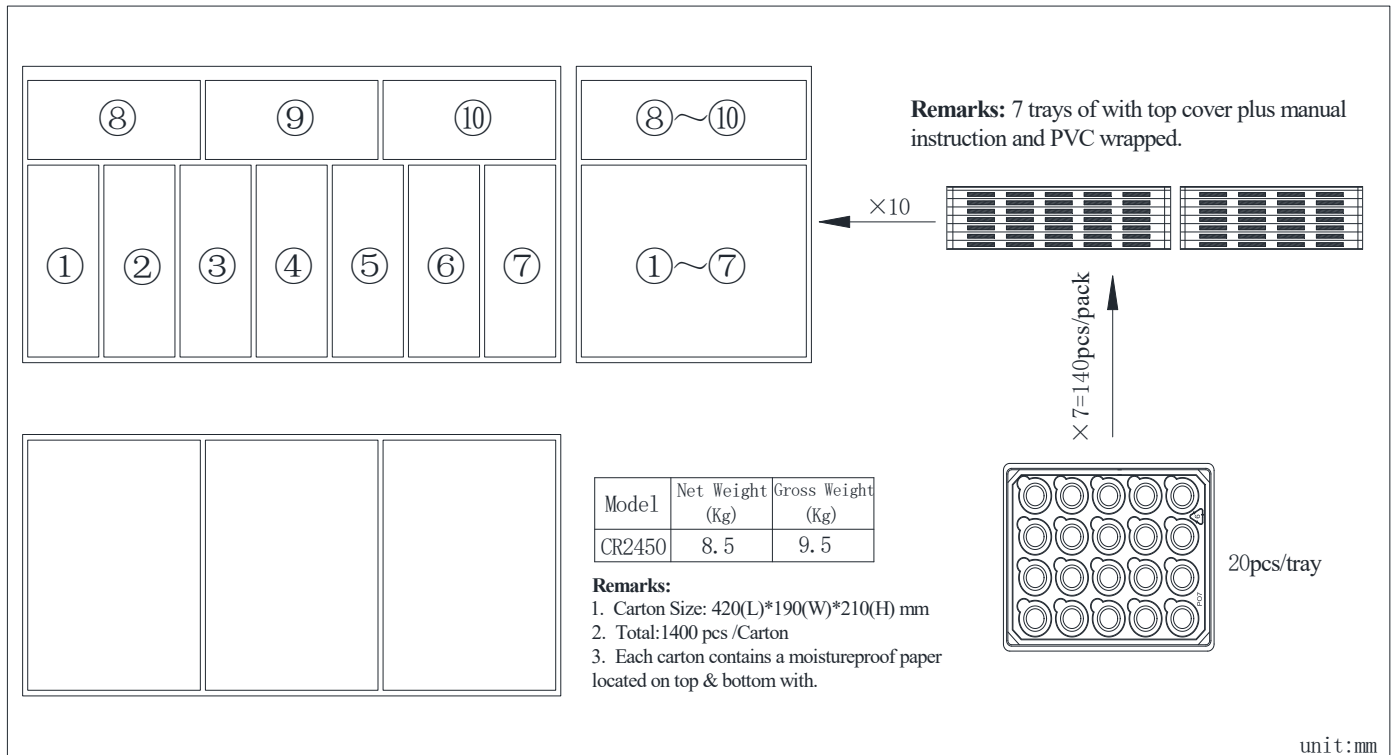 ⑧ ⑨ ⑩
① ② ③ ④ ⑤ ⑥ ⑦
⑧～⑩
①～⑦
×10
Remarks: 7 trays of with top cover plus manual
instruction and PVC wrapped.
×7=140pcs/pack
20pcs/tray
6
PO7
Model Net Weight (Kg) Gross Weight (Kg)
CR2450 8.5 9.5
Remarks:
1. Carton Size: 420(L)*190(W)*210(H) mm
2. Total:1400 pcs /Carton
3. Each carton contains a moistureproof paper
located on top & bottom with.
unit:mm